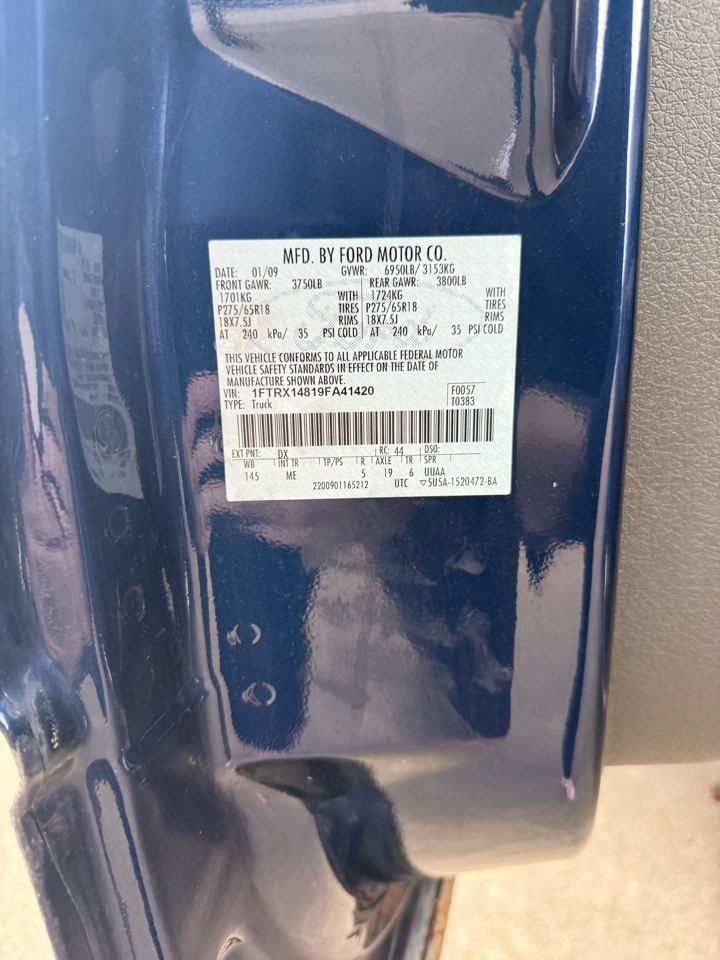 MFD. BY FORD MOTOR CO.
DATE: 01/09 GVWR: 6950LB/ 3153KG
FRONT GAWR: 3750LB REAR GAWR: 3800LB
1701KG WITH 1724KG WITH
P275/65R18 TIRES P275/65R18 TIRES
18X7.5J RIMS 18X7.5J RIMS
AT 240 kPa/ 35 PSI COLD AT 240 kPa/ 35 PSI COLD
THIS VEHICLE CONFORMS TO ALL APPLICABLE FEDERAL MOTOR
VEHICLE SAFETY STANDARDS IN EFFECT ON THE DATE OF
MANUFACTURE SHOWN ABOVE.
VIN: 1FTRX14819FA41420 F0057
TYPE: Truck T0383
EXT PNT: DX RC: 44 DSO:
WB INT TR TP/PS R AXLE TR SPR
145 ME 5 19 6 UUAA
2200901165212 UTC ▽5U5A-1520472-BA